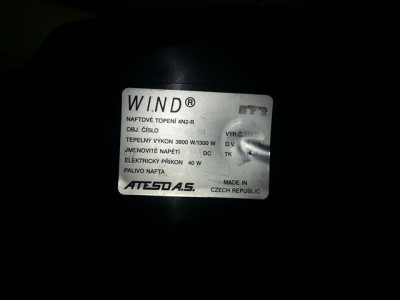 WIND®
NAFTOVÉ TOPENÍ 4N2-R
OBJ. ČÍSLO VÝR.Č.
TEPELNÝ VÝKON 3800 W/1300 W D.V.
JMENOVITÉ NAPĚTÍ DC TK
ELEKTRICKÝ PŘÍKON 40 W
PALIVO NAFTA
ATESO A.S. MADE IN
CZECH REPUBLIC